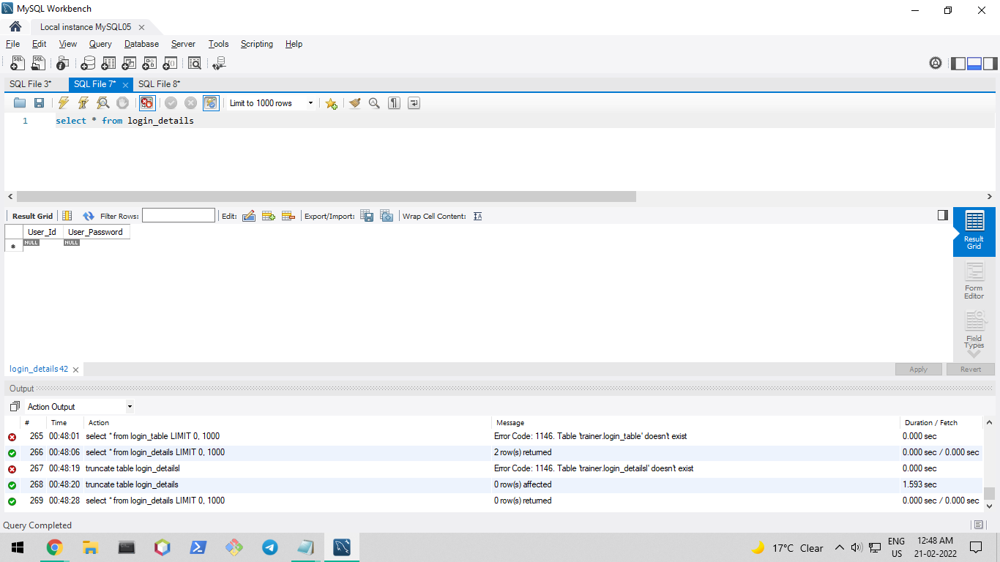 MySQL Workbench
Local instance MySQL05
File Edit View Query Database Server Tools Scripting Help
SQL File 3* SQL File 7* SQL File 8*
Limit to 1000 rows
1 select * from login_details
Result Grid Filter Rows: Edit: Export/Import: Wrap Cell Content:
User_Id User_Password
NULL NULL
Result Grid
Form Editor
Field Types
login_details 42 Apply Revert
Output
Action Output
# Time Action Message Duration / Fetch
265 00:48:01 select * from login_table LIMIT 0, 1000 Error Code: 1146. Table 'trainer.login_table' doesn't exist 0.000 sec
266 00:48:06 select * from login_details LIMIT 0, 1000 2 row(s) returned 0.000 sec / 0.000 sec
267 00:48:19 truncate table login_detailsl Error Code: 1146. Table 'trainer.login_detailsl' doesn't exist 0.000 sec
268 00:48:20 truncate table login_details 0 row(s) affected 1.593 sec
269 00:48:28 select * from login_details LIMIT 0, 1000 0 row(s) returned 0.000 sec / 0.000 sec
Query Completed
17°C Clear ENG 12:48 AM
US 21-02-2022